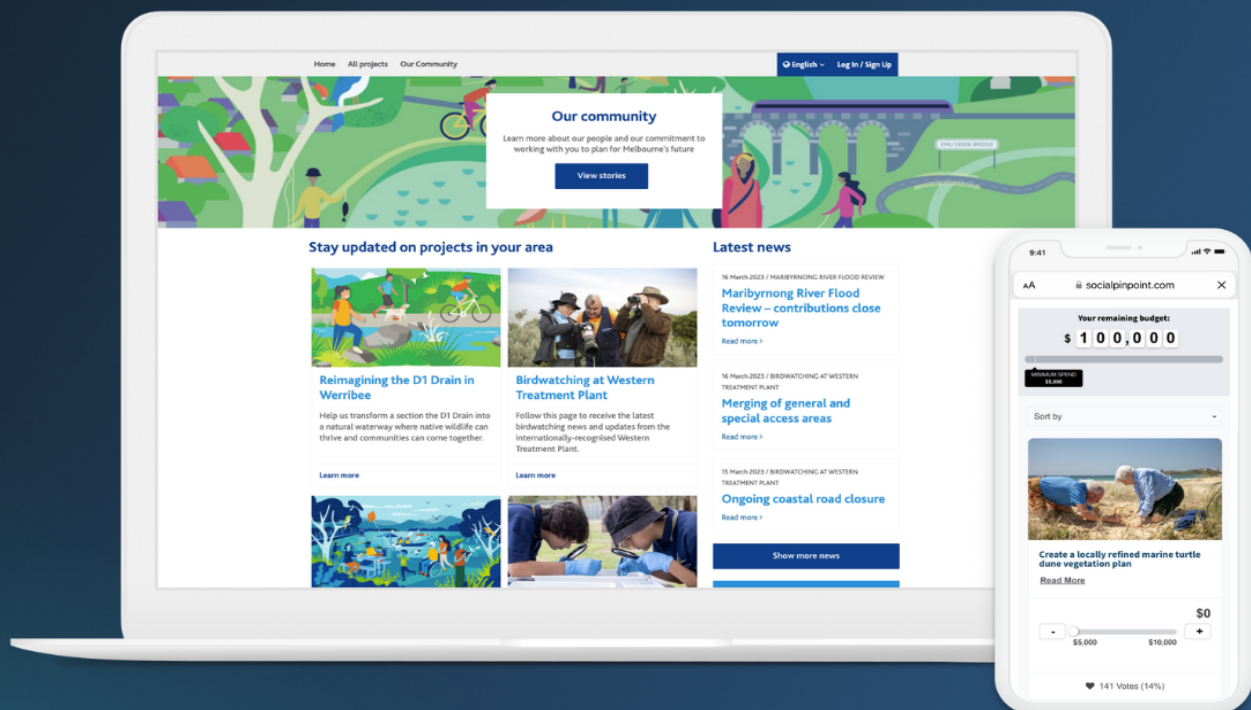 Home All projects Our Community
English Log In / Sign Up
Our community
Learn more about our people and our commitment to
working with you to plan for Melbourne's future
View stories
EMU CREEK BRIDGE
Stay updated on projects in your area
Reimagining the D1 Drain in
Werribee
Help us transform a section the D1 Drain into
a natural waterway where native wildlife can
thrive and communities can come together.
Learn more
Birdwatching at Western
Treatment Plant
Follow this page to receive the latest
birdwatching news and updates from the
internationally-recognised Western
Treatment Plant.
Learn more
Latest news
16 March 2023 / MARIBYRNONG RIVER FLOOD REVIEW
Maribyrnong River Flood
Review – contributions close
tomorrow
Read more >
16 March 2023 / BIRDWATCHING AT WESTERN
TREATMENT PLANT
Merging of general and
special access areas
Read more >
15 March 2023 / BIRDWATCHING AT WESTERN
TREATMENT PLANT
Ongoing coastal road closure
Read more >
Show more news
9:41
AA socialpinpoint.com X
Your remaining budget:
$ 100,000
MINIMUM SPEND
$5,000
Sort by
Create a locally refined marine turtle
dune vegetation plan
Read More
$0
- +
$5,000 $10,000
141 Votes (14%)